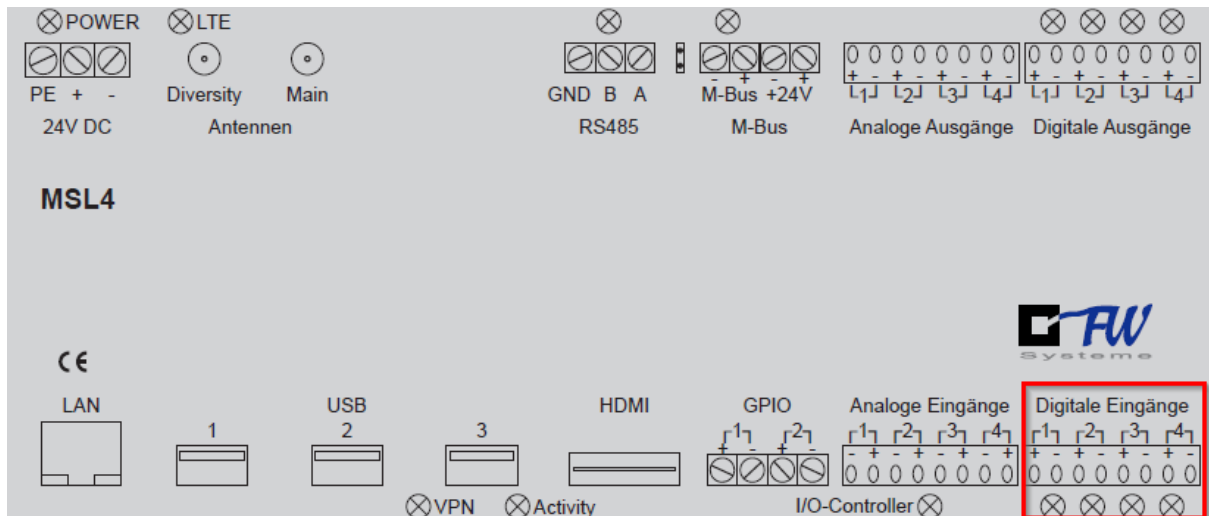 POWER LTE
PE + - Diversity Main GND B A - + - + + - + - + - + - + - + - + - + -
M-Bus +24V 1 2 3 4 1 2 3 4
24V DC Antennen RS485 M-Bus Analoge Ausgänge Digitale Ausgänge
MSL4
FW
Systeme
CE
LAN USB HDMI GPIO Analoge Eingänge Digitale Eingänge
1 2 3 1 2 1 2 3 4 1 2 3 4
+ - + - - + - + - + - + + - + - + - + -
VPN Activity I/O-Controller